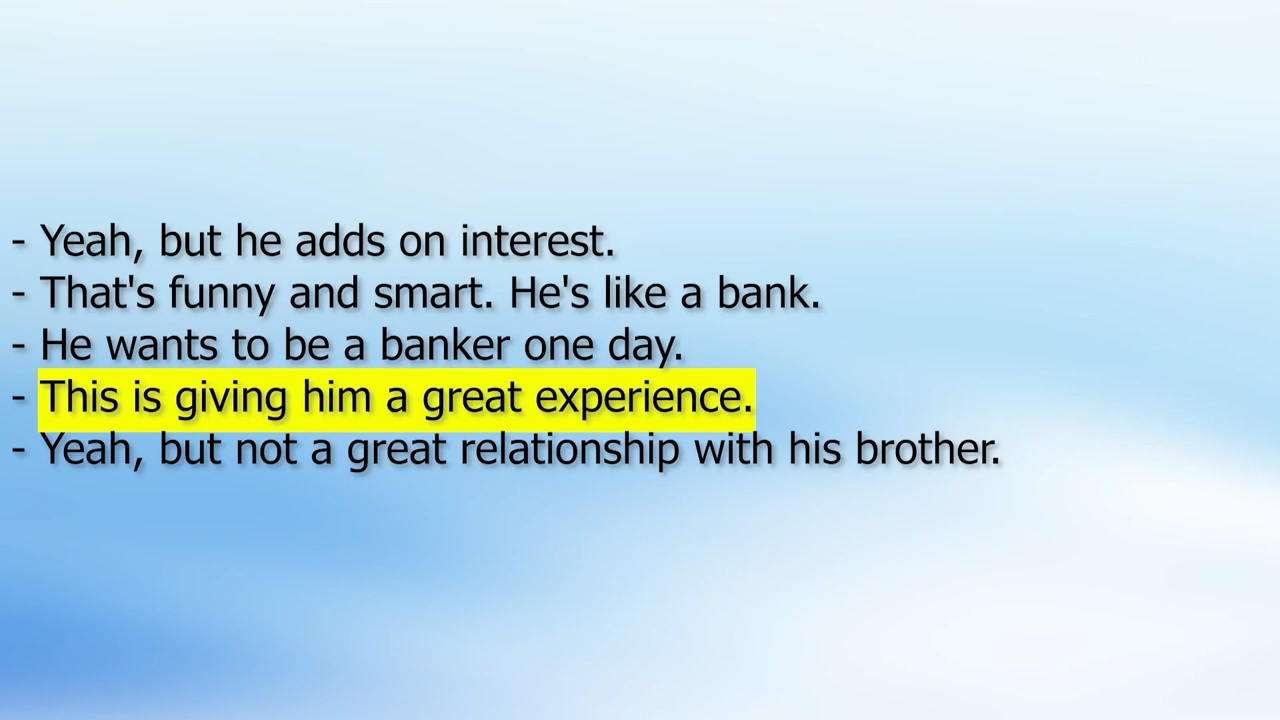 - Yeah, but he adds on interest.
- That's funny and smart. He's like a bank.
- He wants to be a banker one day.
- This is giving him a great experience.
- Yeah, but not a great relationship with his brother.